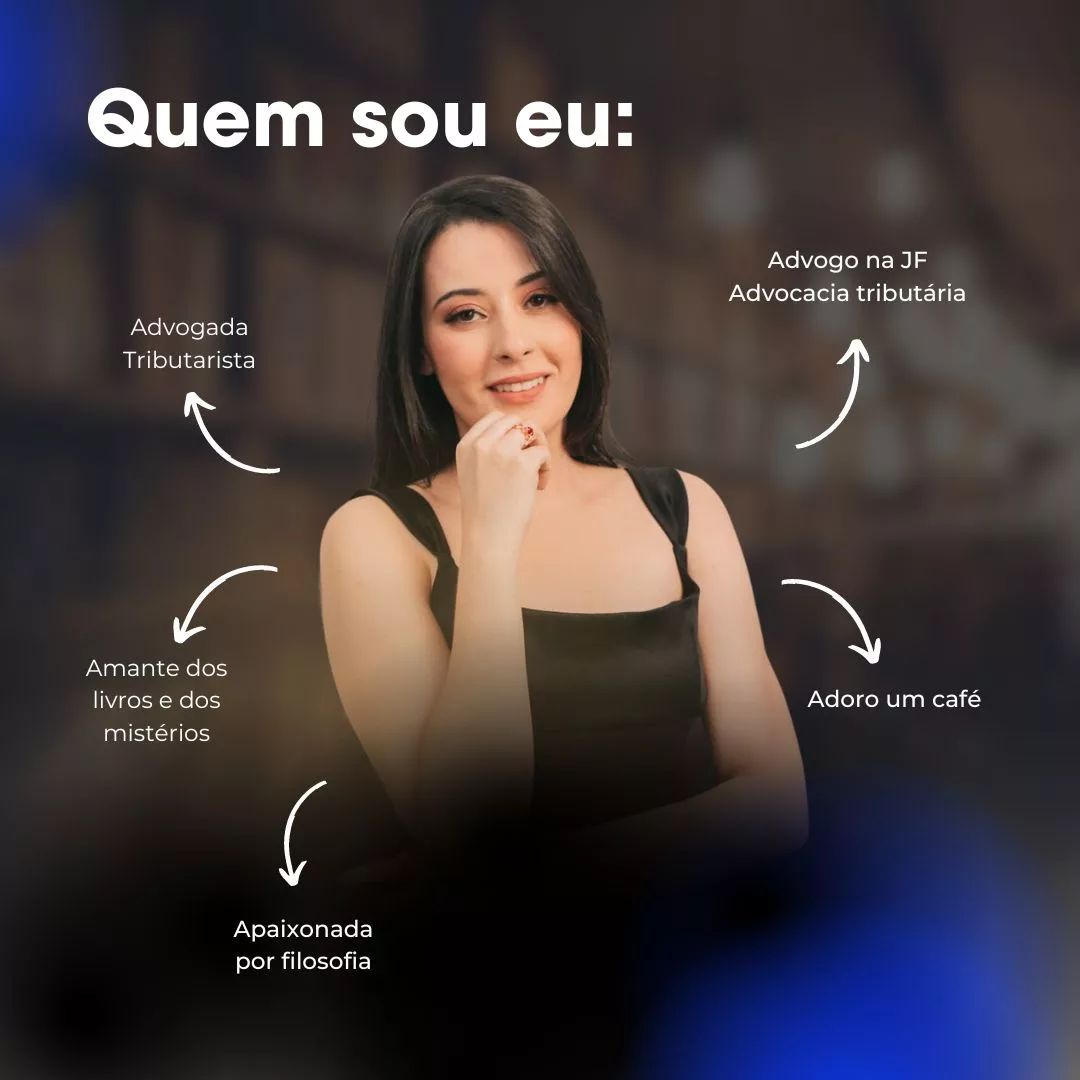 Quem sou eu:
Advogo na JF
Advocacia tributária
Advogada
Tributarista
Amante dos
livros e dos
mistérios
Adoro um café
Apaixonada
por filosofia